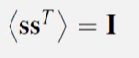 ⟨ss^T⟩ = I